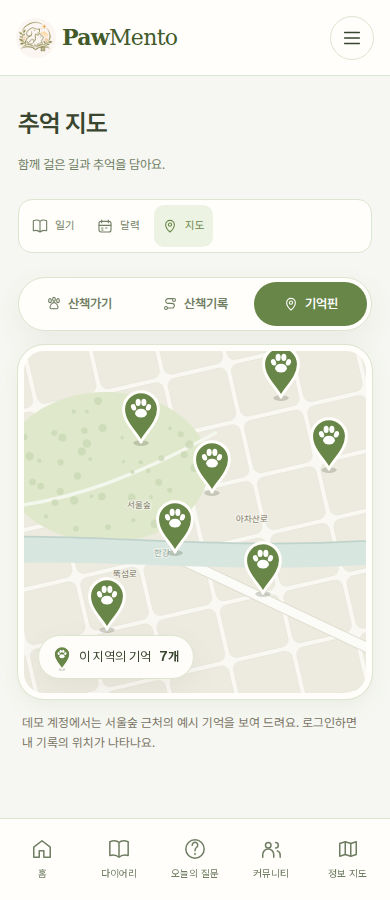 PawMento
추억 지도
함께 걸은 길과 추억을 담아요.
일기 달력 지도
산책가기 산책기록 기억핀
서울숲
아차산로
한강
뚝섬로
이 지역의 기억 7개
데모 계정에서는 서울숲 근처의 예시 기억을 보여 드려요. 로그인하면
내 기록의 위치가 나타나요.
홈 다이어리 오늘의 질문 커뮤니티 정보 지도